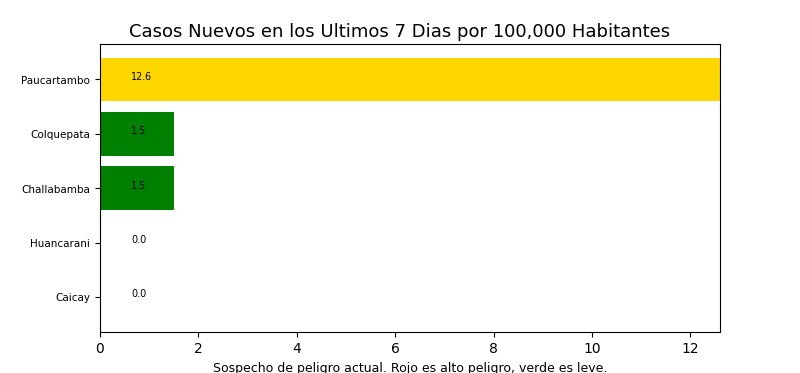 Casos Nuevos en los Ultimos 7 Dias por 100,000 Habitantes
Paucartambo 12.6
Colquepata 1.5
Challabamba 1.5
Huancarani 0.0
Caicay 0.0
0 2 4 6 8 10 12
Sospecho de peligro actual. Rojo es alto peligro, verde es leve.